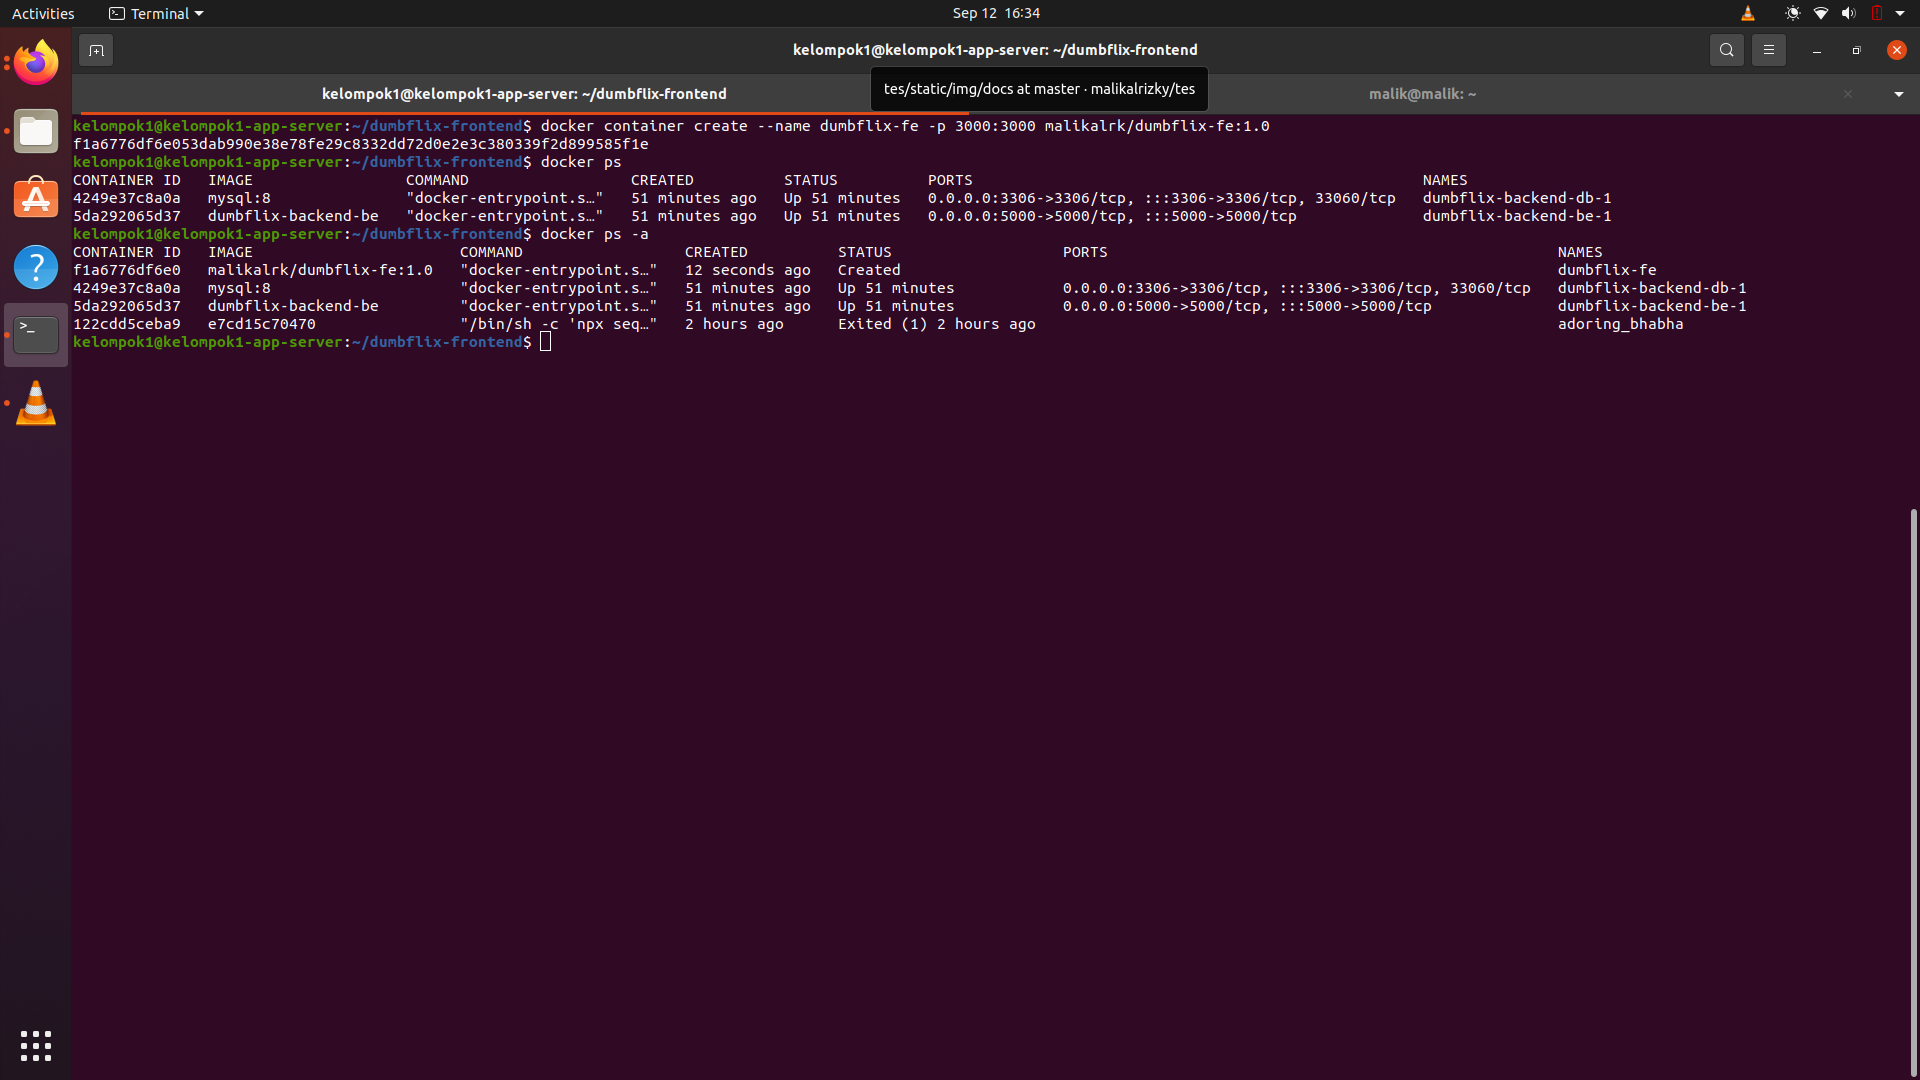 Activities Terminal Sep 12 16:34
kelompok1@kelompok1-app-server: ~/dumbflix-frontend
kelompok1@kelompok1-app-server: ~/dumbflix-frontend malik@malik: ~
tes/static/img/docs at master · malikalrizky/tes
kelompok1@kelompok1-app-server:~/dumbflix-frontend$ docker container create --name dumbflix-fe -p 3000:3000 malikalrk/dumbflix-fe:1.0
f1a6776df6e053dab990e38e78fe29c8332dd72d0e2e3c380339f2d899585f1e
kelompok1@kelompok1-app-server:~/dumbflix-frontend$ docker ps
CONTAINER ID IMAGE COMMAND CREATED STATUS PORTS NAMES
4249e37c8a0a mysql:8 "docker-entrypoint.s…" 51 minutes ago Up 51 minutes 0.0.0.0:3306->3306/tcp, :::3306->3306/tcp, 33060/tcp dumbflix-backend-db-1
5da292065d37 dumbflix-backend-be "docker-entrypoint.s…" 51 minutes ago Up 51 minutes 0.0.0.0:5000->5000/tcp, :::5000->5000/tcp dumbflix-backend-be-1
kelompok1@kelompok1-app-server:~/dumbflix-frontend$ docker ps -a
CONTAINER ID IMAGE COMMAND CREATED STATUS PORTS NAMES
f1a6776df6e0 malikalrk/dumbflix-fe:1.0 "docker-entrypoint.s…" 12 seconds ago Created dumbflix-fe
4249e37c8a0a mysql:8 "docker-entrypoint.s…" 51 minutes ago Up 51 minutes 0.0.0.0:3306->3306/tcp, :::3306->3306/tcp, 33060/tcp dumbflix-backend-db-1
5da292065d37 dumbflix-backend-be "docker-entrypoint.s…" 51 minutes ago Up 51 minutes 0.0.0.0:5000->5000/tcp, :::5000->5000/tcp dumbflix-backend-be-1
122cdd5ceba9 e7cd15c70470 "/bin/sh -c 'npx seq…" 2 hours ago Exited (1) 2 hours ago adoring_bhabha
kelompok1@kelompok1-app-server:~/dumbflix-frontend$